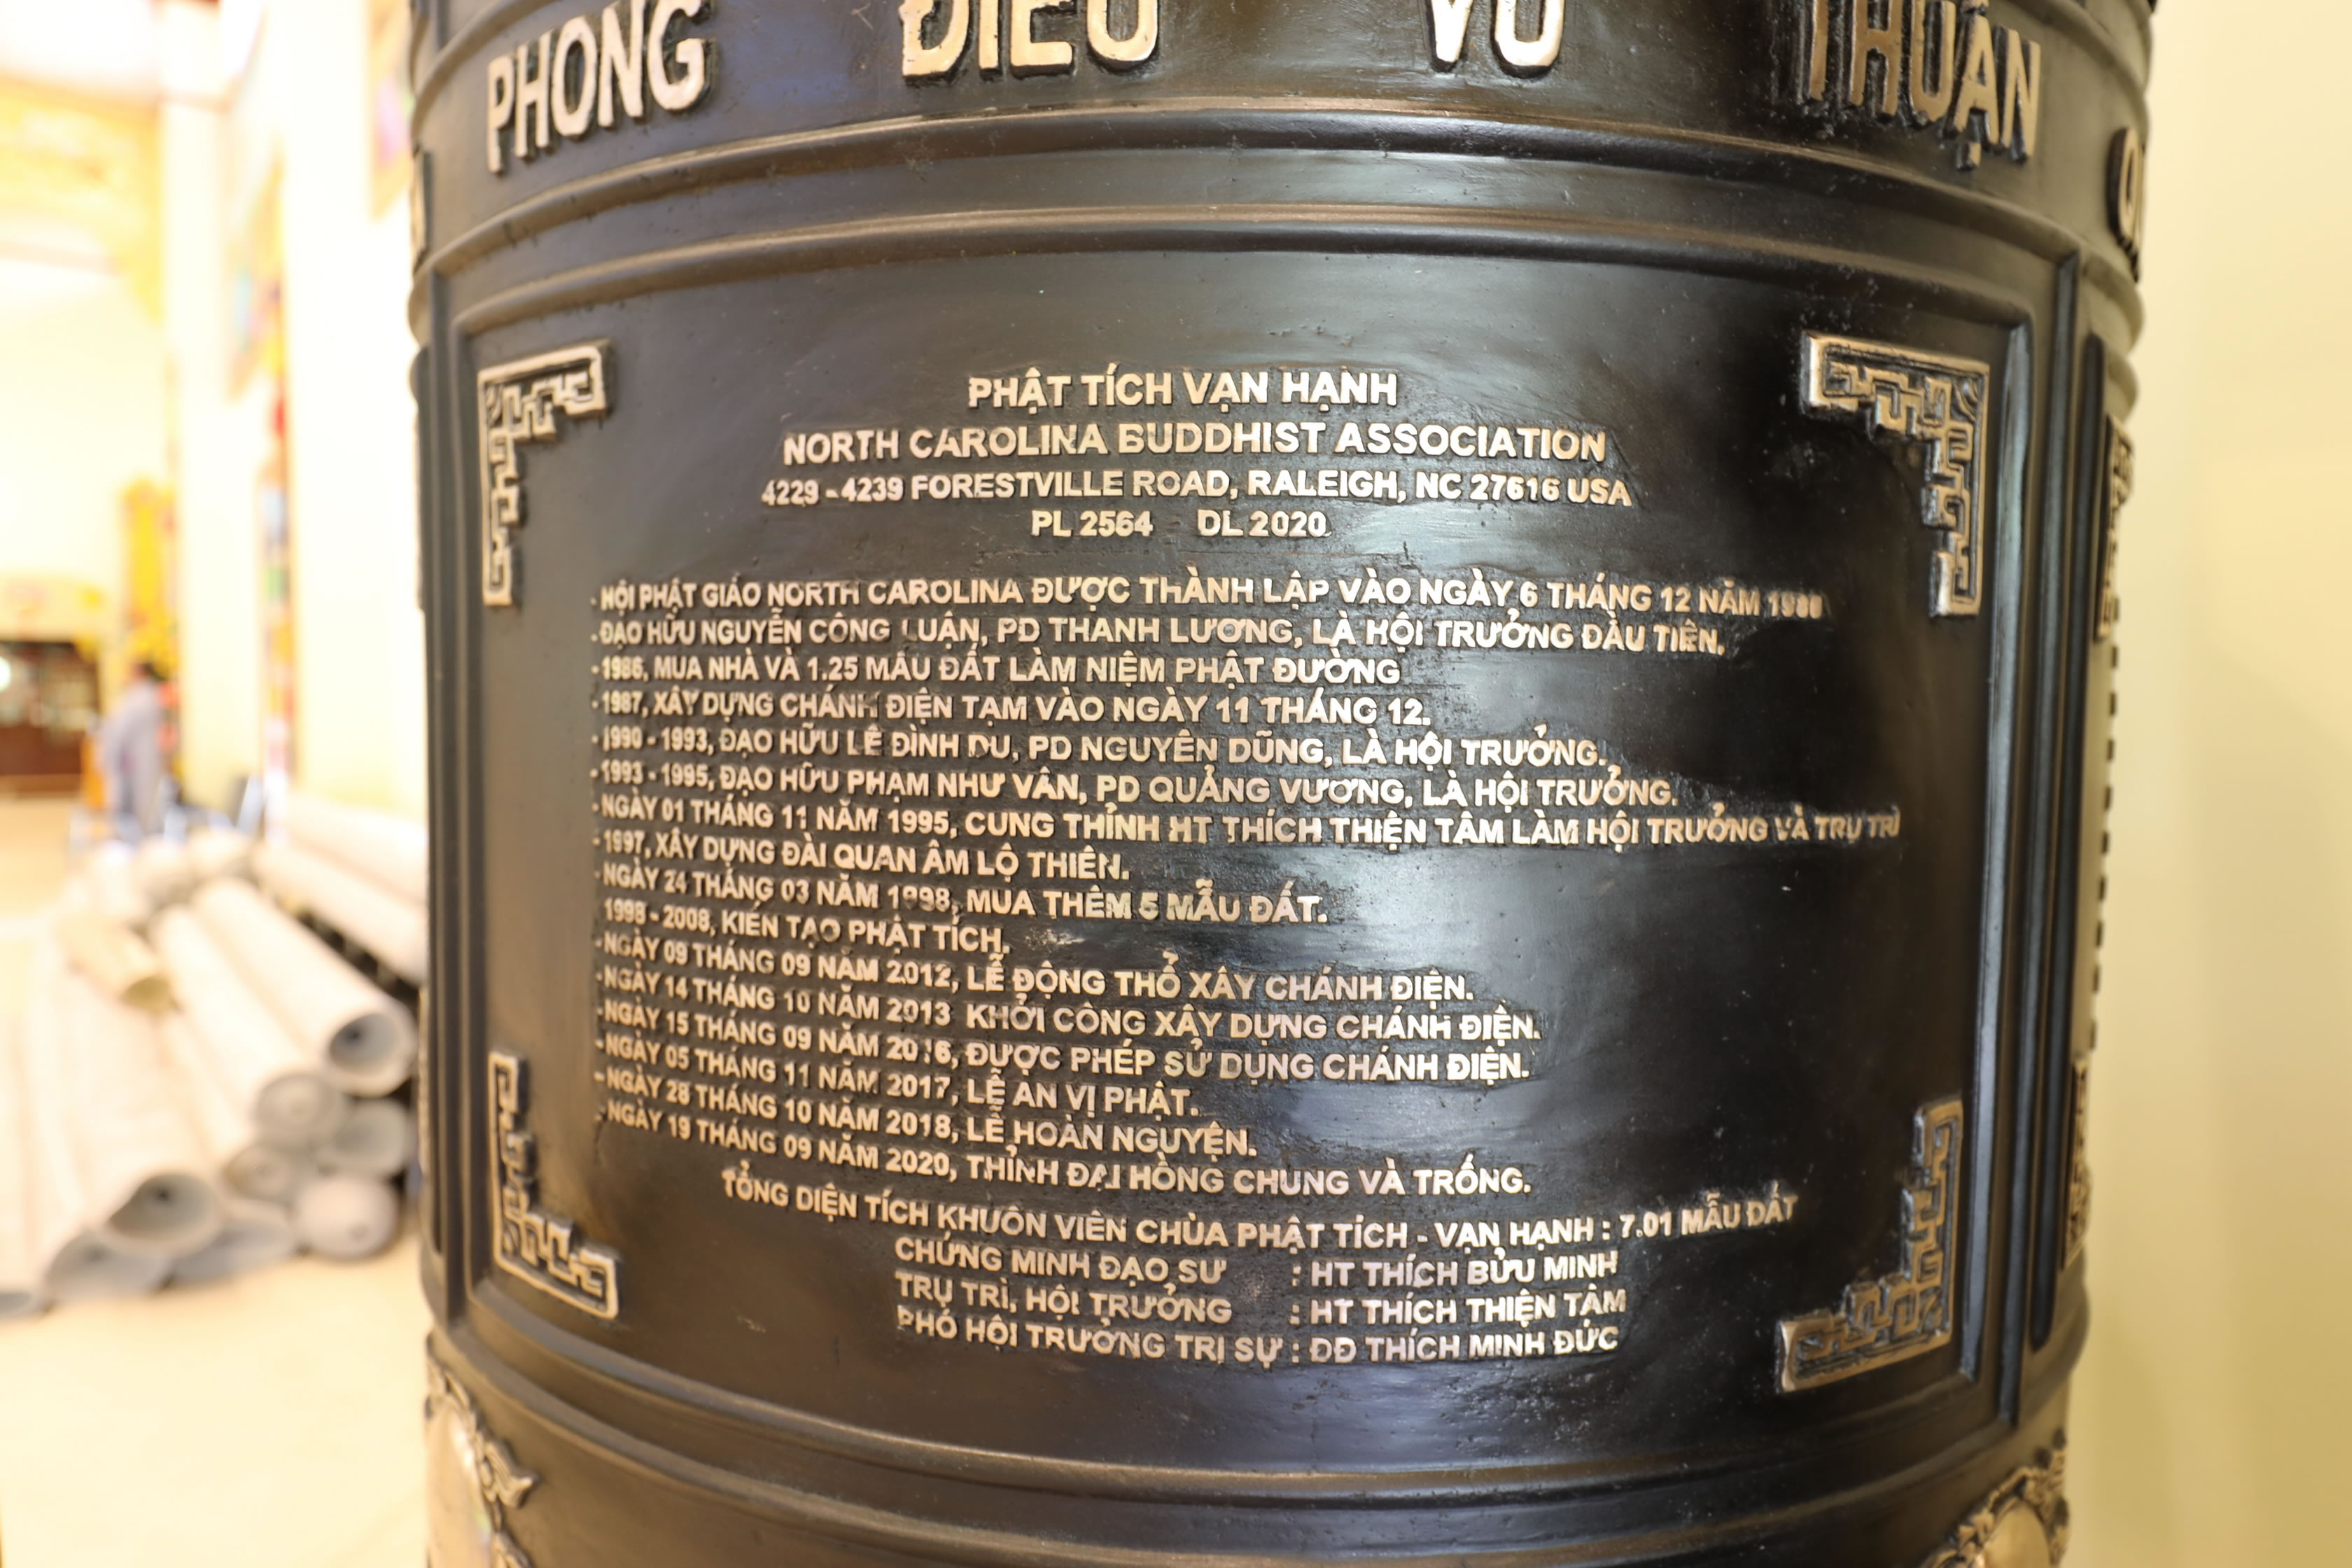 PHONG ĐIỀU VŨ THUẬN
PHẬT TÍCH VẠN HẠNH
NORTH CAROLINA BUDDHIST ASSOCIATION
4229 - 4239 FORESTVILLE ROAD, RALEIGH, NC 27616 USA
PL 2564 DL 2020
- HỘI PHẬT GIÁO NORTH CAROLINA ĐƯỢC THÀNH LẬP VÀO NGÀY 6 THÁNG 12 NĂM
- ĐẠO HỮU NGUYỄN CÔNG LUẬN, PD THANH LƯƠNG, LÀ HỘI TRƯỞNG ĐẦU TIÊN.
- 1986, MUA NHÀ VÀ 1.25 MẪU ĐẤT LÀM NIỆM PHẬT ĐƯỜNG
- 1987, XÂY DỰNG CHÁNH ĐIỆN TẠM VÀO NGÀY 11 THÁNG 12.
- 1990 - 1993, ĐẠO HỮU LÊ ĐÌNH DU, PD NGUYÊN DŨNG, LÀ HỘI TRƯỞNG.
- 1993 - 1995, ĐẠO HỮU PHẠM NHƯ VÂN, PD QUẢNG VƯƠNG, LÀ HỘI TRƯỞNG.
- NGÀY 01 THÁNG 11 NĂM 1995, CUNG THỈNH HT THÍCH THIỆN TÂM LÀM HỘI TRƯỞNG VÀ TRỤ TRÌ
- 1997, XÂY DỰNG ĐÀI QUAN ÂM LỘ THIÊN.
- NGÀY 24 THÁNG 03 NĂM 1998, MUA THÊM 5 MẪU ĐẤT.
1998 - 2008, KIẾN TẠO PHẬT TÍCH.
- NGÀY 09 THÁNG 09 NĂM 2012, LỄ ĐỘNG THỔ XÂY CHÁNH ĐIỆN.
- NGÀY 14 THÁNG 10 NĂM 2013 KHỞI CÔNG XÂY DỰNG CHÁNH ĐIỆN.
- NGÀY 15 THÁNG 09 NĂM 2016, ĐƯỢC PHÉP SỬ DỤNG CHÁNH ĐIỆN.
- NGÀY 05 THÁNG 11 NĂM 2017, LỄ AN VỊ PHẬT.
- NGÀY 28 THÁNG 10 NĂM 2018, LỄ HOÀN NGUYỆN.
- NGÀY 19 THÁNG 09 NĂM 2020, THỈNH ĐẠI HỒNG CHUNG VÀ TRỐNG.
TỔNG DIỆN TÍCH KHUÔN VIÊN CHÙA PHẬT TÍCH - VẠN HẠNH : 7.01 MẪU ĐẤT
CHỨNG MINH ĐẠO SƯ : HT THÍCH BỬU MINH
TRỤ TRÌ, HỘI TRƯỞNG : HT THÍCH THIỆN TÂM
PHÓ HỘI TRƯỞNG TRỊ SỰ : ĐĐ THÍCH MINH ĐỨC